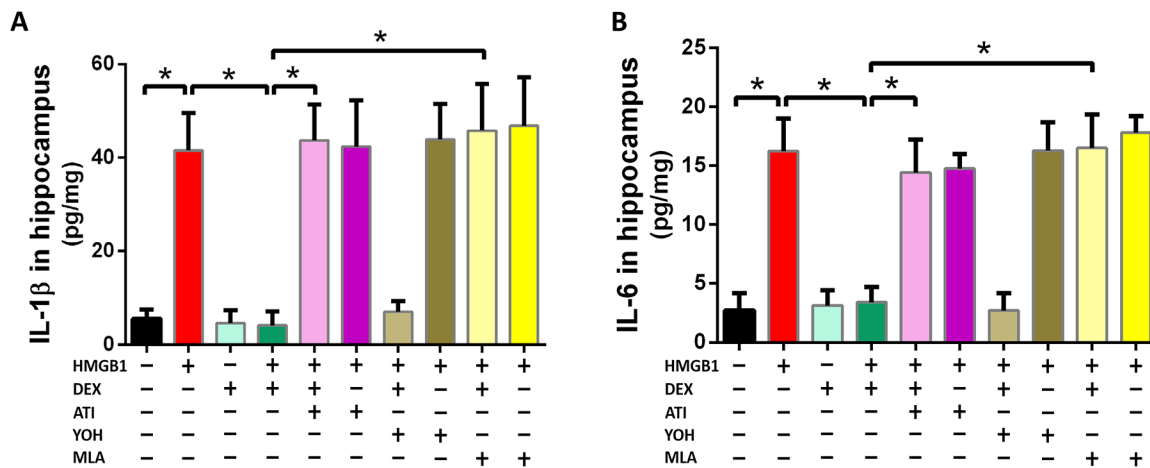 A
IL-1β in hippocampus
(pg/mg)
60
40
20
0
* * * *
HMGB1 − + − + + + + + + +
DEX − − + + + − + − + −
ATI − − − − + + − − − −
YOH − − − − − − + + − −
MLA − − − − − − − − + +
B
IL-6 in hippocampus
(pg/mg)
25
20
15
10
5
0
* * * *
HMGB1 − + − + + + + + + +
DEX − − + + + − + − + −
ATI − − − − + + − − − −
YOH − − − − − − + + − −
MLA − − − − − − − − + +